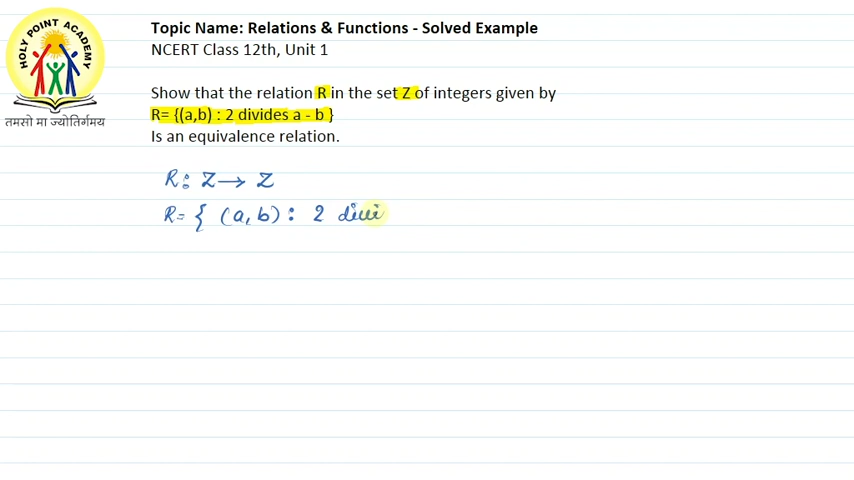 HOLY POINT ACADEMY
तमसो मा ज्योतिर्गमय
Topic Name: Relations & Functions - Solved Example
NCERT Class 12th, Unit 1
Show that the relation R in the set Z of integers given by
R= {(a,b) : 2 divides a - b }
Is an equivalence relation.
R: Z → Z
R= { (a, b) : 2 divi